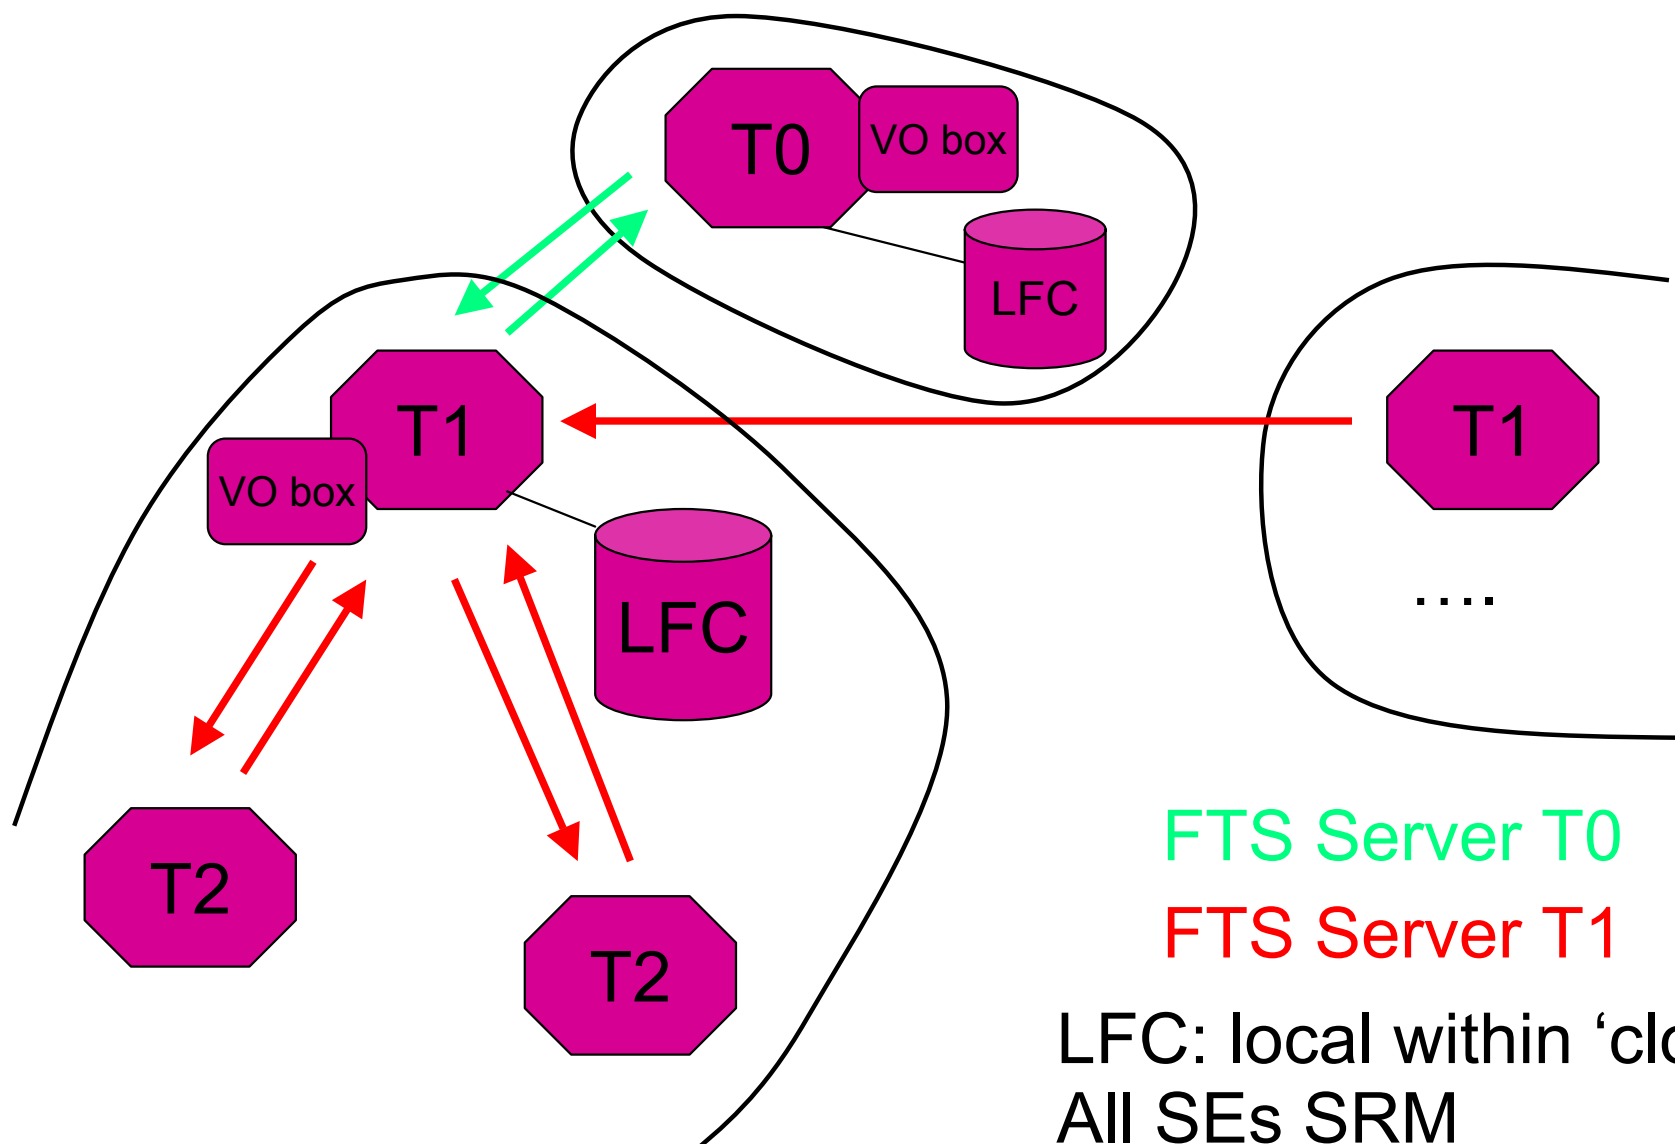 T0
VO box
LFC
T1
VO box
LFC
T1
....
T2
T2
FTS Server T0
FTS Server T1
LFC: local within ‘clo
All SEs SRM